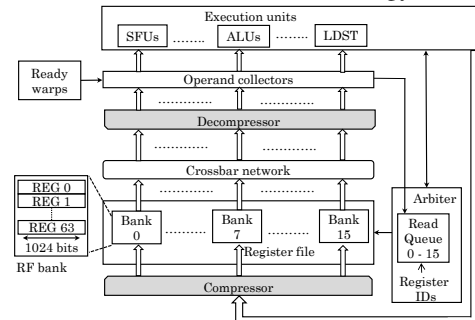 Execution units
SFUs ........ ALUs ...... LDST
Ready
warps
Operand collectors
Decompressor
Crossbar network
REG 0
REG 1
REG 63
1024 bits
RF bank
Bank
0
Bank
7
Bank
15
Register file
Arbiter
Read
Queue
0 - 15
Register
IDs
Compressor